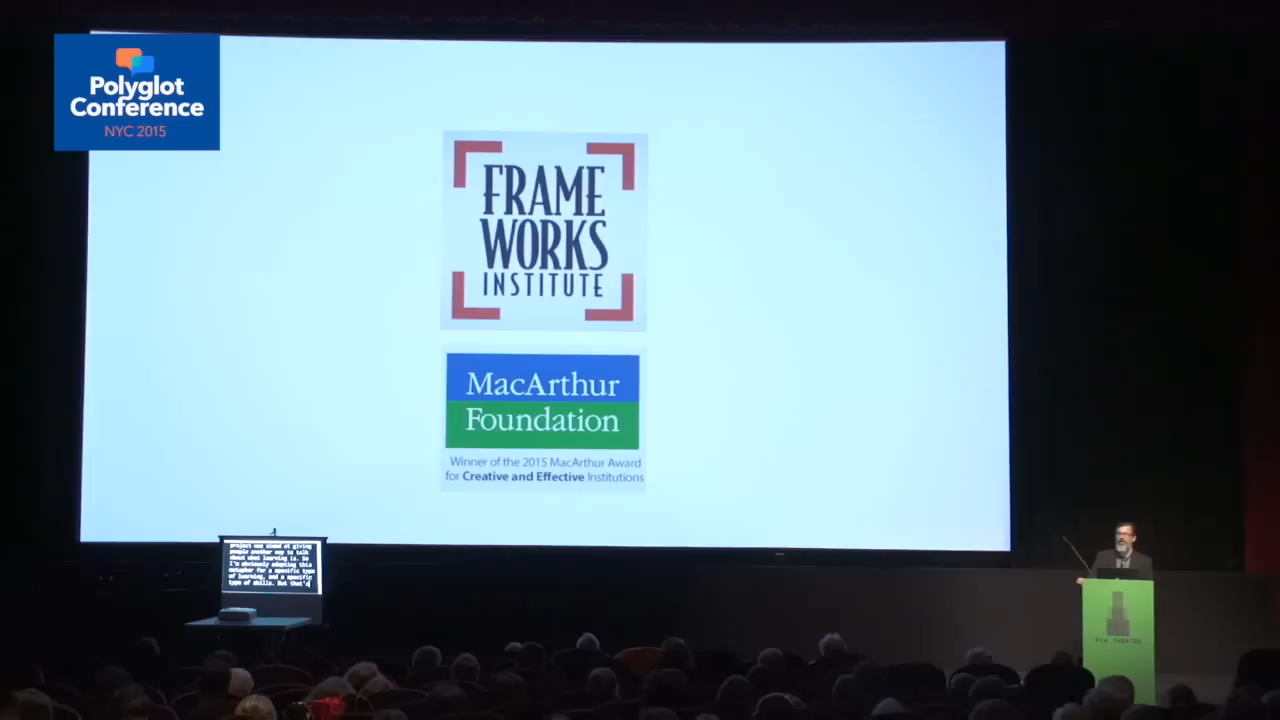 Polyglot
Conference
NYC 2015
FRAME
WORKS
INSTITUTE
MacArthur
Foundation
Winner of the 2015 MacArthur Award
for Creative and Effective Institutions
project was aimed at giving
people another way to talk
about what learning is. So
I'm obviously adapting this
metaphor for a specific type
of learning, and a specific
type of skills. But that's
SVA THEATRE